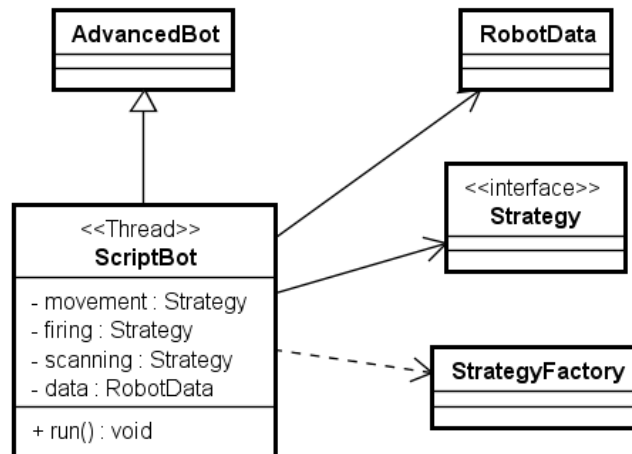 AdvancedBot
RobotData
<<interface>>
Strategy
<<Thread>>
ScriptBot
- movement : Strategy
- firing : Strategy
- scanning : Strategy
- data : RobotData
+ run() : void
StrategyFactory